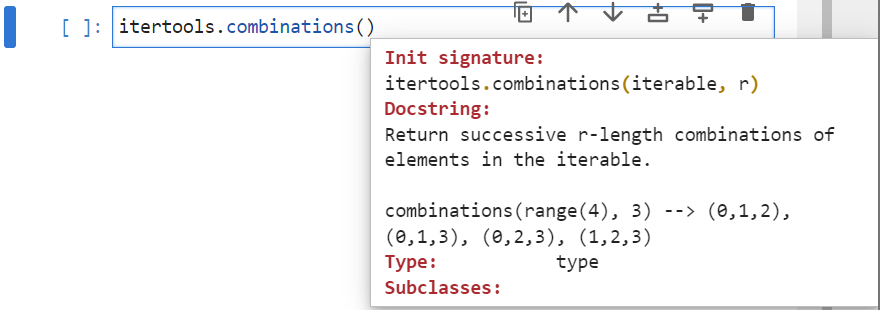 [ ]: itertools.combinations()
Init signature:
itertools.combinations(iterable, r)
Docstring:
Return successive r-length combinations of
elements in the iterable.
combinations(range(4), 3) --> (0,1,2),
(0,1,3), (0,2,3), (1,2,3)
Type: type
Subclasses: